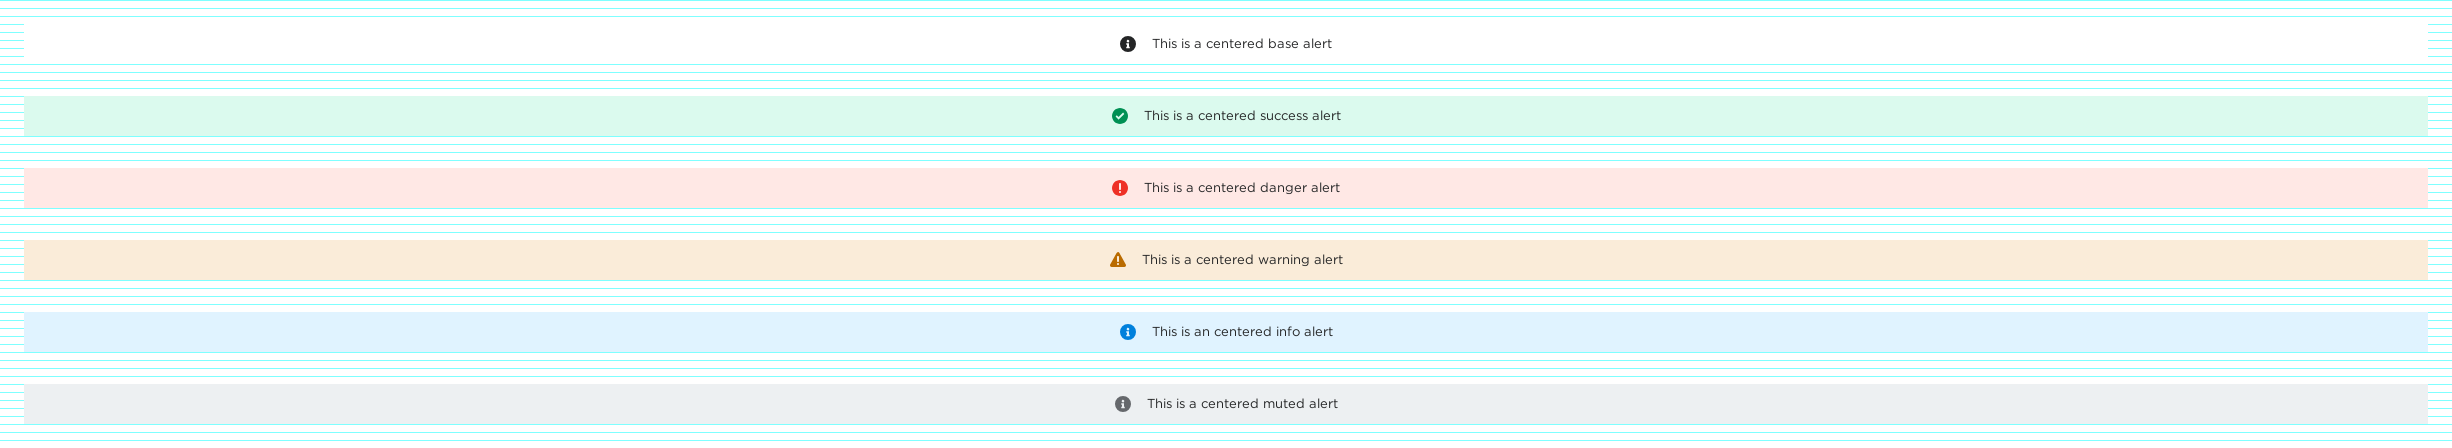 This is a centered base alert
This is a centered success alert
This is a centered danger alert
This is a centered warning alert
This is an centered info alert
This is a centered muted alert